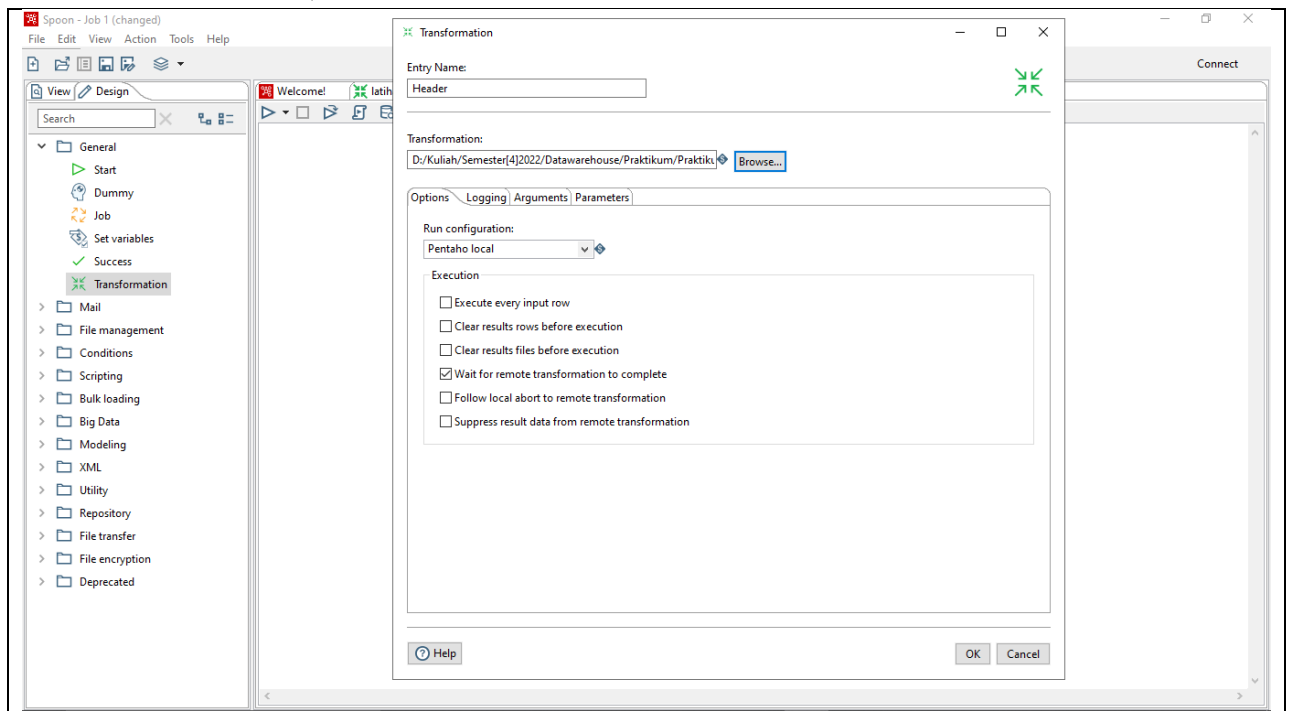 Spoon - Job 1 (changed)
File Edit View Action Tools Help
Connect
View Design
Search
General
Start
Dummy
Job
Set variables
Success
Transformation
Mail
File management
Conditions
Scripting
Bulk loading
Big Data
Modeling
XML
Utility
Repository
File transfer
File encryption
Deprecated
Welcome! latih
Transformation
Entry Name:
Header
Transformation:
D:/Kuliah/Semester[4]2022/Datawarehouse/Praktikum/Praktiku Browse...
Options Logging Arguments Parameters
Run configuration:
Pentaho local
Execution
Execute every input row
Clear results rows before execution
Clear results files before execution
Wait for remote transformation to complete
Follow local abort to remote transformation
Suppress result data from remote transformation
Help OK Cancel